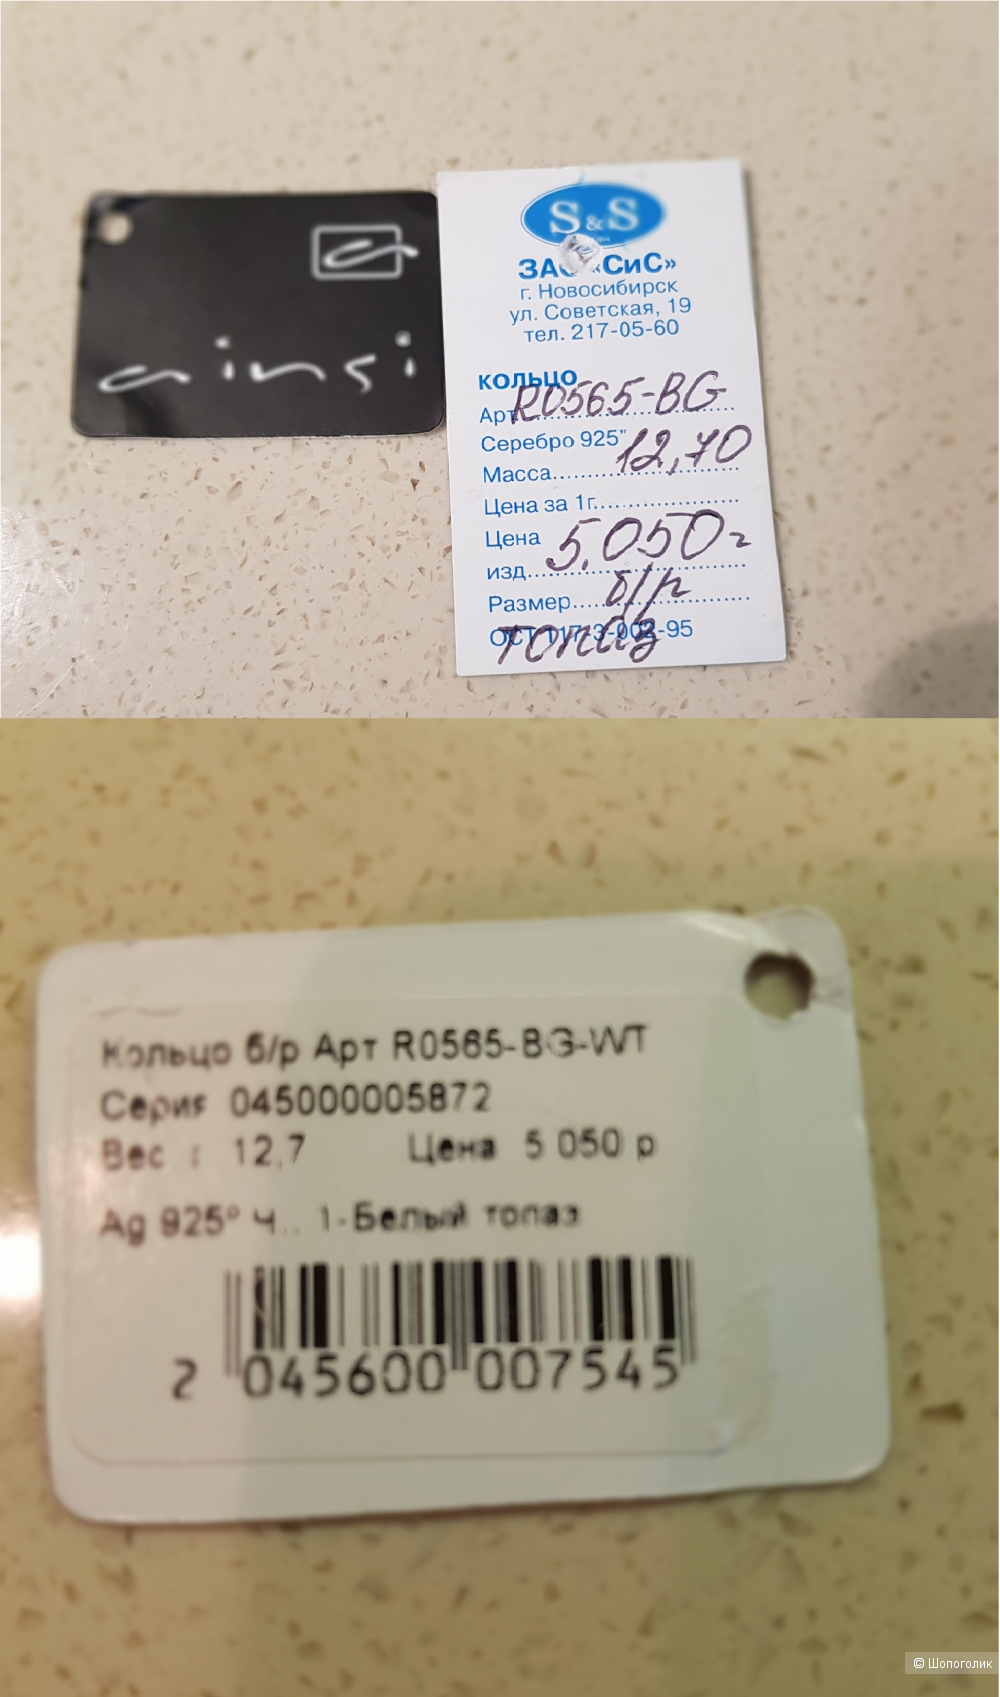 ainsi
S&S
ЗАО «СиС»
г. Новосибирск
ул. Советская, 19
тел. 217-05-60
КОЛЬЦО
Арт. R0565-BG
Серебро 925°
Масса 12,70
Цена за 1г.
Цена 5.050
изд.
Размер б/р
ОСТ 117-3-002-95
топаз
Кольцо б/р Арт R0565-BG-WT
Серия 045000005872
Вес : 12,7 Цена 5 050 р
Ag 925° Ч.. 1-Белый топаз
2 045600 007545
© Шопоголик